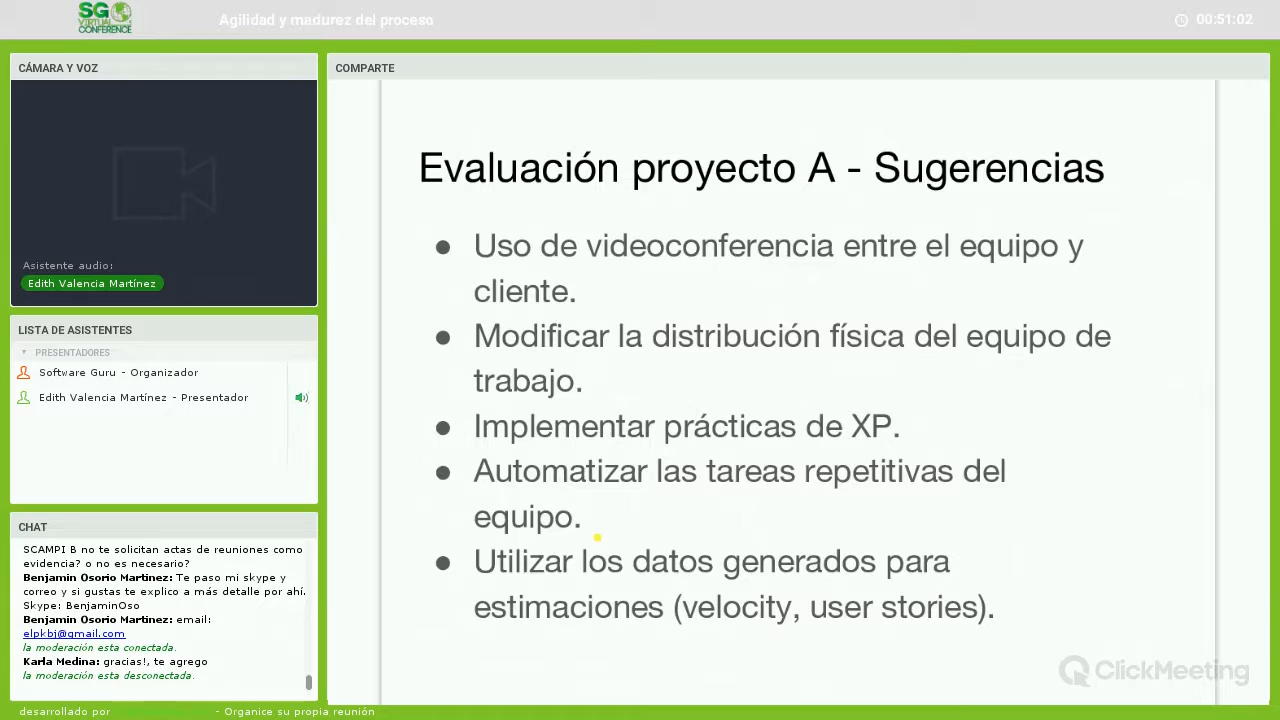 SG
VIRTUAL
CONFERENCE
Agilidad y madurez del proceso
00:51:02
CÁMARA Y VOZ
Asistente audio:
Edith Valencia Martínez
LISTA DE ASISTENTES
PRESENTADORES
Software Guru - Organizador
Edith Valencia Martínez - Presentador
CHAT
SCAMPI B no te solicitan actas de reuniones como
evidencia? o no es necesario?
Benjamin Osorio Martinez: Te paso mi skype y
correo y si gustas te explico a más detalle por ahí.
Skype: BenjaminOso
Benjamin Osorio Martinez: email:
elpkbj@gmail.com
la moderación esta conectada.
Karla Medina: gracias!, te agrego
la moderación esta desconectada.
desarrollado por - Organice su propia reunión
COMPARTE
Evaluación proyecto A - Sugerencias
● Uso de videoconferencia entre el equipo y
cliente.
● Modificar la distribución física del equipo de
trabajo.
● Implementar prácticas de XP.
● Automatizar las tareas repetitivas del
equipo.
● Utilizar los datos generados para
estimaciones (velocity, user stories).
ClickMeeting